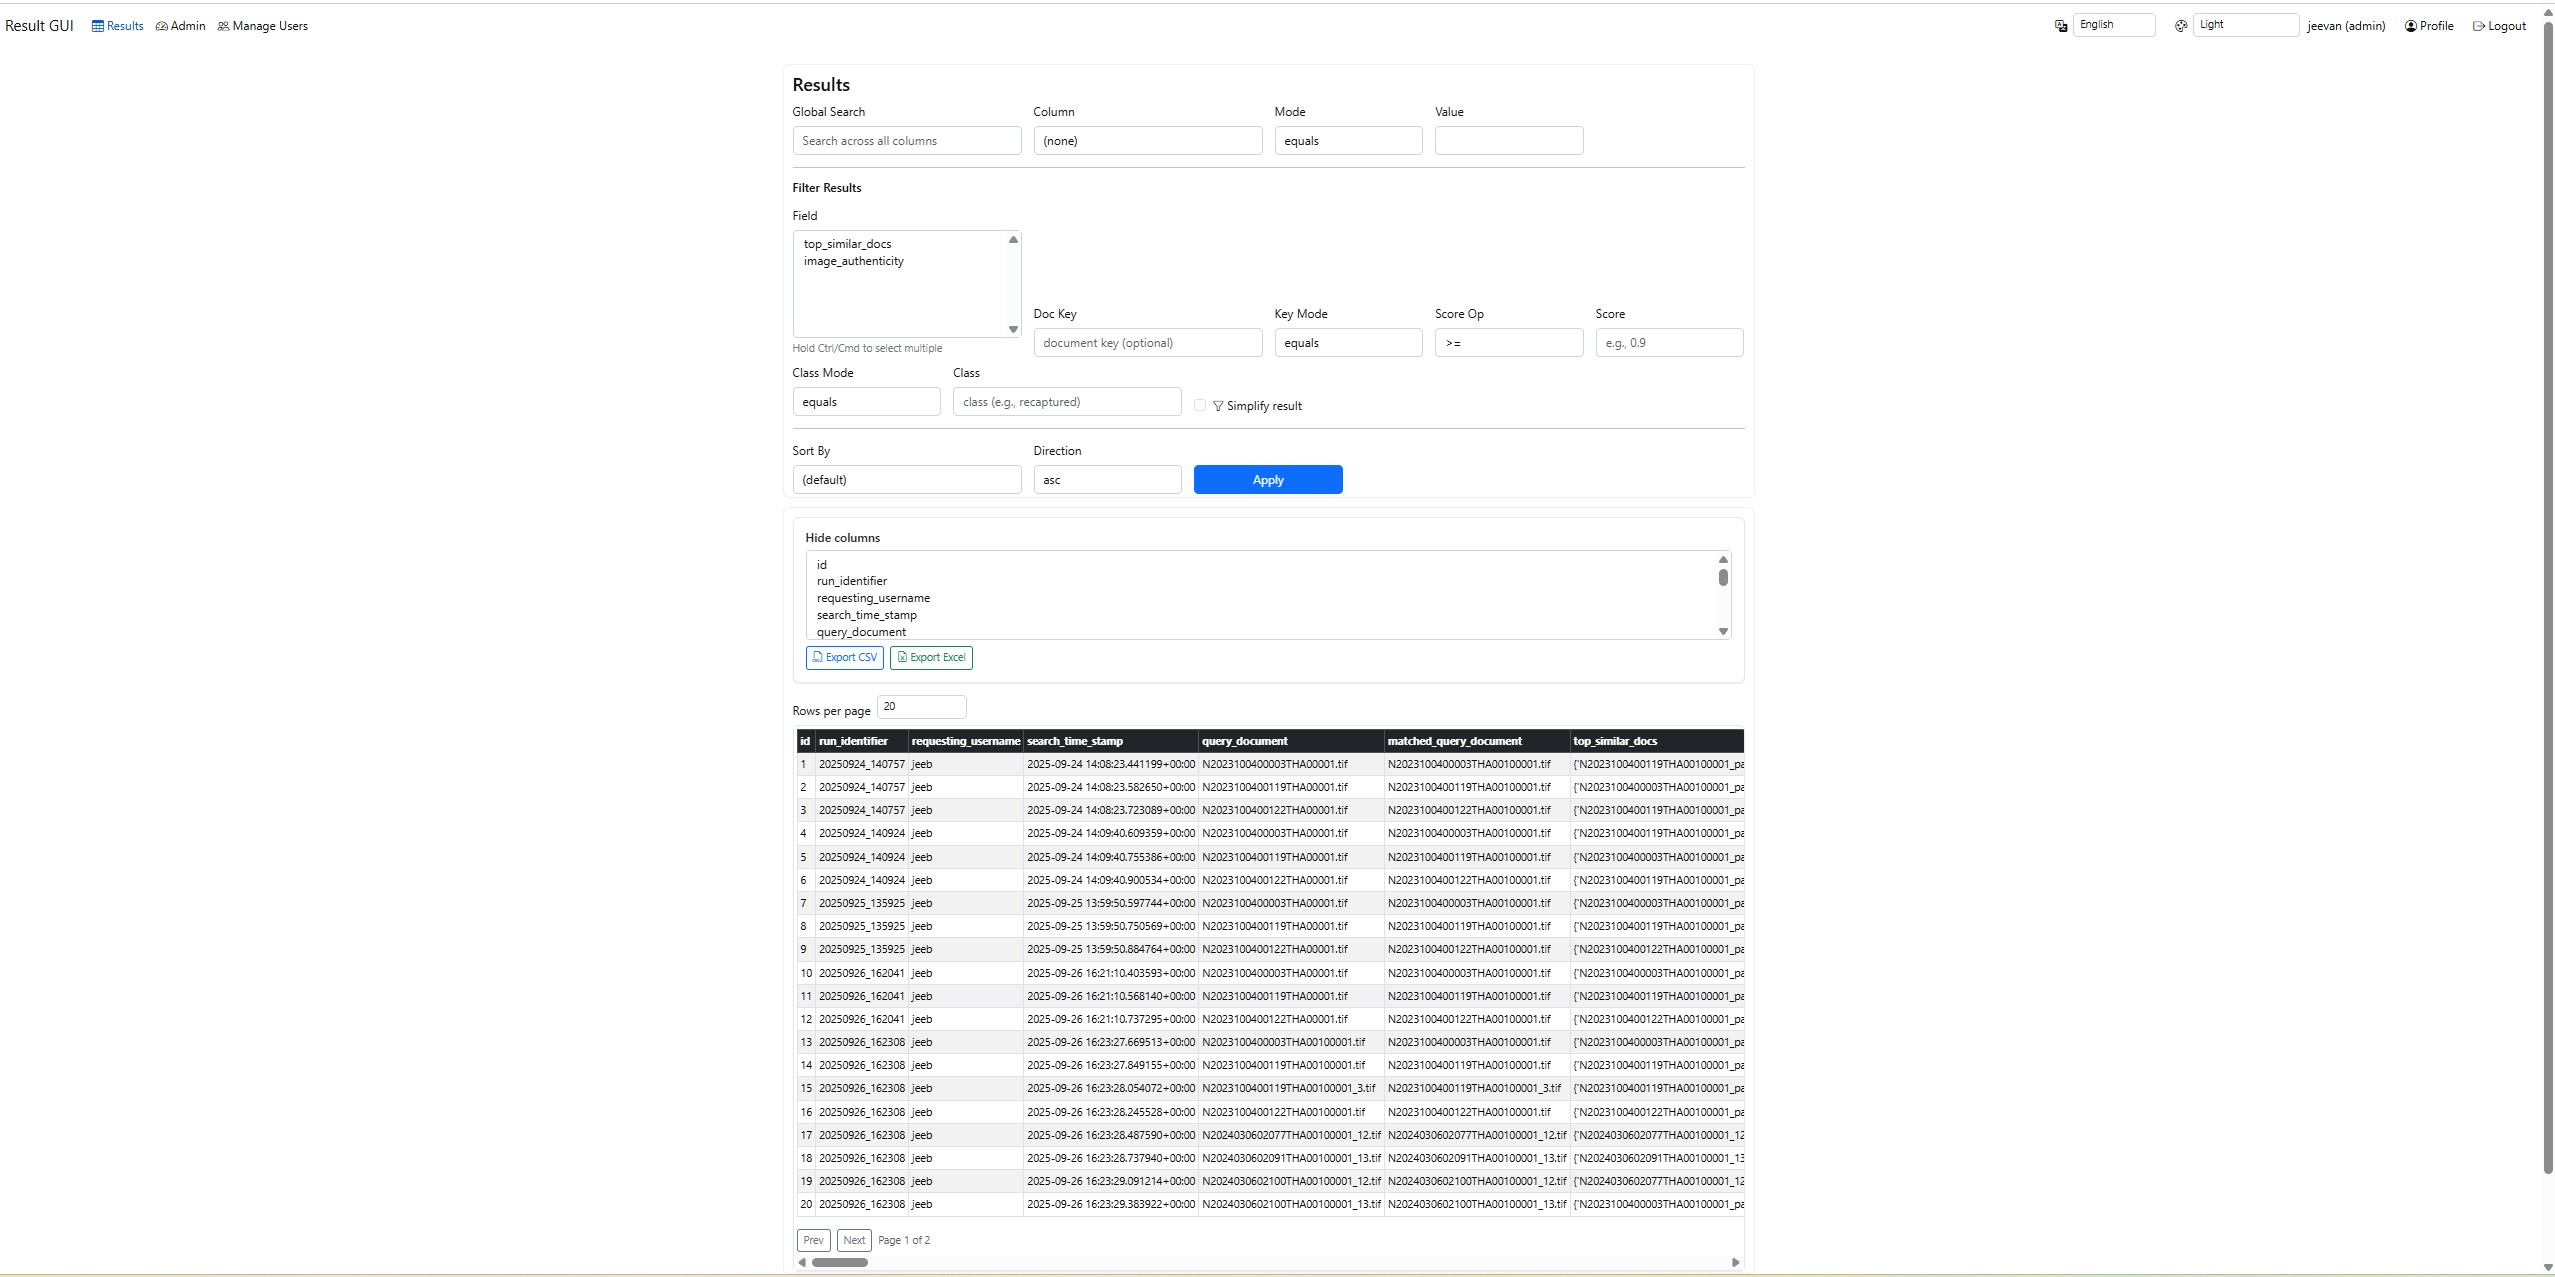 Result GUI Results Admin Manage Users English Light jeevan (admin) Profile Logout
Results
Global Search Column Mode Value
Search across all columns (none) equals
Filter Results
Field
top_similar_docs
image_authenticity
Doc Key Key Mode Score Op Score
document key (optional) equals >= e.g., 0.9
Hold Ctrl/Cmd to select multiple
Class Mode Class
equals class (e.g., recaptured) Simplify result
Sort By Direction
(default) asc Apply
Hide columns
id
run_identifier
requesting_username
search_time_stamp
query_document
Export CSV Export Excel
Rows per page 20
id run_identifier requesting_username search_time_stamp query_document matched_query_document top_similar_docs
1 20250924_140757 jeeb 2025-09-24 14:08:23.441199+00:00 N2023100400003THA00001.tif N2023100400003THA00100001.tif {'N2023100400119THA00100001_pa
2 20250924_140757 jeeb 2025-09-24 14:08:23.582650+00:00 N2023100400119THA00001.tif N2023100400119THA00100001.tif {'N2023100400003THA00100001_pa
3 20250924_140757 jeeb 2025-09-24 14:08:23.723089+00:00 N2023100400122THA00001.tif N2023100400122THA00100001.tif {'N2023100400119THA00100001_pa
4 20250924_140924 jeeb 2025-09-24 14:09:40.609359+00:00 N2023100400003THA00001.tif N2023100400003THA00100001.tif {'N2023100400119THA00100001_pa
5 20250924_140924 jeeb 2025-09-24 14:09:40.755386+00:00 N2023100400119THA00001.tif N2023100400119THA00100001.tif {'N2023100400003THA00100001_pa
6 20250924_140924 jeeb 2025-09-24 14:09:40.900534+00:00 N2023100400122THA00001.tif N2023100400122THA00100001.tif {'N2023100400119THA00100001_pa
7 20250925_135925 jeeb 2025-09-25 13:59:50.597744+00:00 N2023100400003THA00001.tif N2023100400003THA00100001.tif {'N2023100400003THA00100001_pa
8 20250925_135925 jeeb 2025-09-25 13:59:50.750569+00:00 N2023100400119THA00001.tif N2023100400119THA00100001.tif {'N2023100400119THA00100001_pa
9 20250925_135925 jeeb 2025-09-25 13:59:50.884764+00:00 N2023100400122THA00001.tif N2023100400122THA00100001.tif {'N2023100400122THA00100001_pa
10 20250926_162041 jeeb 2025-09-26 16:21:10.403593+00:00 N2023100400003THA00001.tif N2023100400003THA00100001.tif {'N2023100400003THA00100001_pa
11 20250926_162041 jeeb 2025-09-26 16:21:10.568140+00:00 N2023100400119THA00001.tif N2023100400119THA00100001.tif {'N2023100400119THA00100001_pa
12 20250926_162041 jeeb 2025-09-26 16:21:10.737295+00:00 N2023100400122THA00001.tif N2023100400122THA00100001.tif {'N2023100400122THA00100001_pa
13 20250926_162308 jeeb 2025-09-26 16:23:27.669513+00:00 N2023100400003THA00100001.tif N2023100400003THA00100001.tif {'N2023100400003THA00100001_pa
14 20250926_162308 jeeb 2025-09-26 16:23:27.849155+00:00 N2023100400119THA00100001.tif N2023100400119THA00100001.tif {'N2023100400119THA00100001_pa
15 20250926_162308 jeeb 2025-09-26 16:23:28.054072+00:00 N2023100400119THA00100001_3.tif N2023100400119THA00100001_3.tif {'N2023100400119THA00100001_pa
16 20250926_162308 jeeb 2025-09-26 16:23:28.245528+00:00 N2023100400122THA00100001.tif N2023100400122THA00100001.tif {'N2023100400122THA00100001_pa
17 20250926_162308 jeeb 2025-09-26 16:23:28.487590+00:00 N2024030602077THA00100001_12.tif N2024030602077THA00100001_12.tif {'N2024030602077THA00100001_12
18 20250926_162308 jeeb 2025-09-26 16:23:28.737940+00:00 N2024030602091THA00100001_13.tif N2024030602091THA00100001_13.tif {'N2024030602091THA00100001_13
19 20250926_162308 jeeb 2025-09-26 16:23:29.091214+00:00 N2024030602100THA00100001_12.tif N2024030602100THA00100001_12.tif {'N2024030602077THA00100001_12
20 20250926_162308 jeeb 2025-09-26 16:23:29.383922+00:00 N2024030602100THA00100001_13.tif N2024030602100THA00100001_13.tif {'N2023100400003THA00100001_pa
Prev Next Page 1 of 2